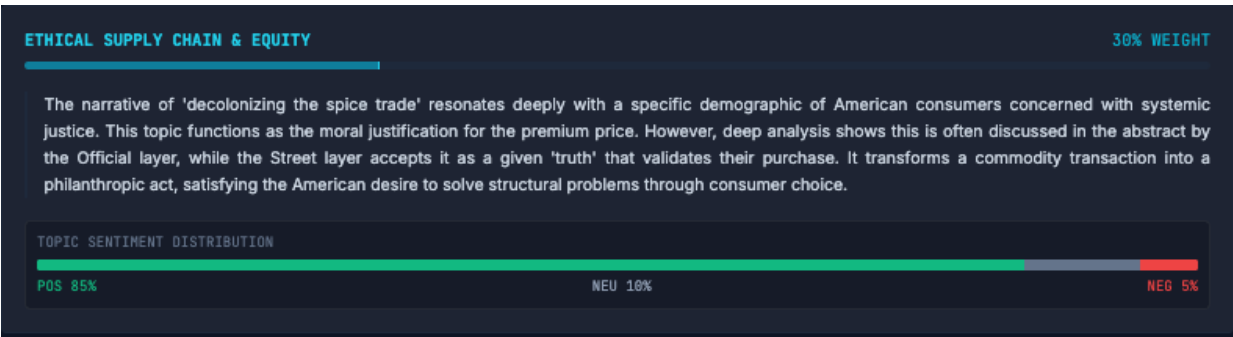 ETHICAL SUPPLY CHAIN & EQUITY
30% WEIGHT
The narrative of 'decolonizing the spice trade' resonates deeply with a specific demographic of American consumers concerned with systemic
justice. This topic functions as the moral justification for the premium price. However, deep analysis shows this is often discussed in the abstract by
the Official layer, while the Street layer accepts it as a given 'truth' that validates their purchase. It transforms a commodity transaction into a
philanthropic act, satisfying the American desire to solve structural problems through consumer choice.
TOPIC SENTIMENT DISTRIBUTION
POS 85%
NEU 10%
NEG 5%